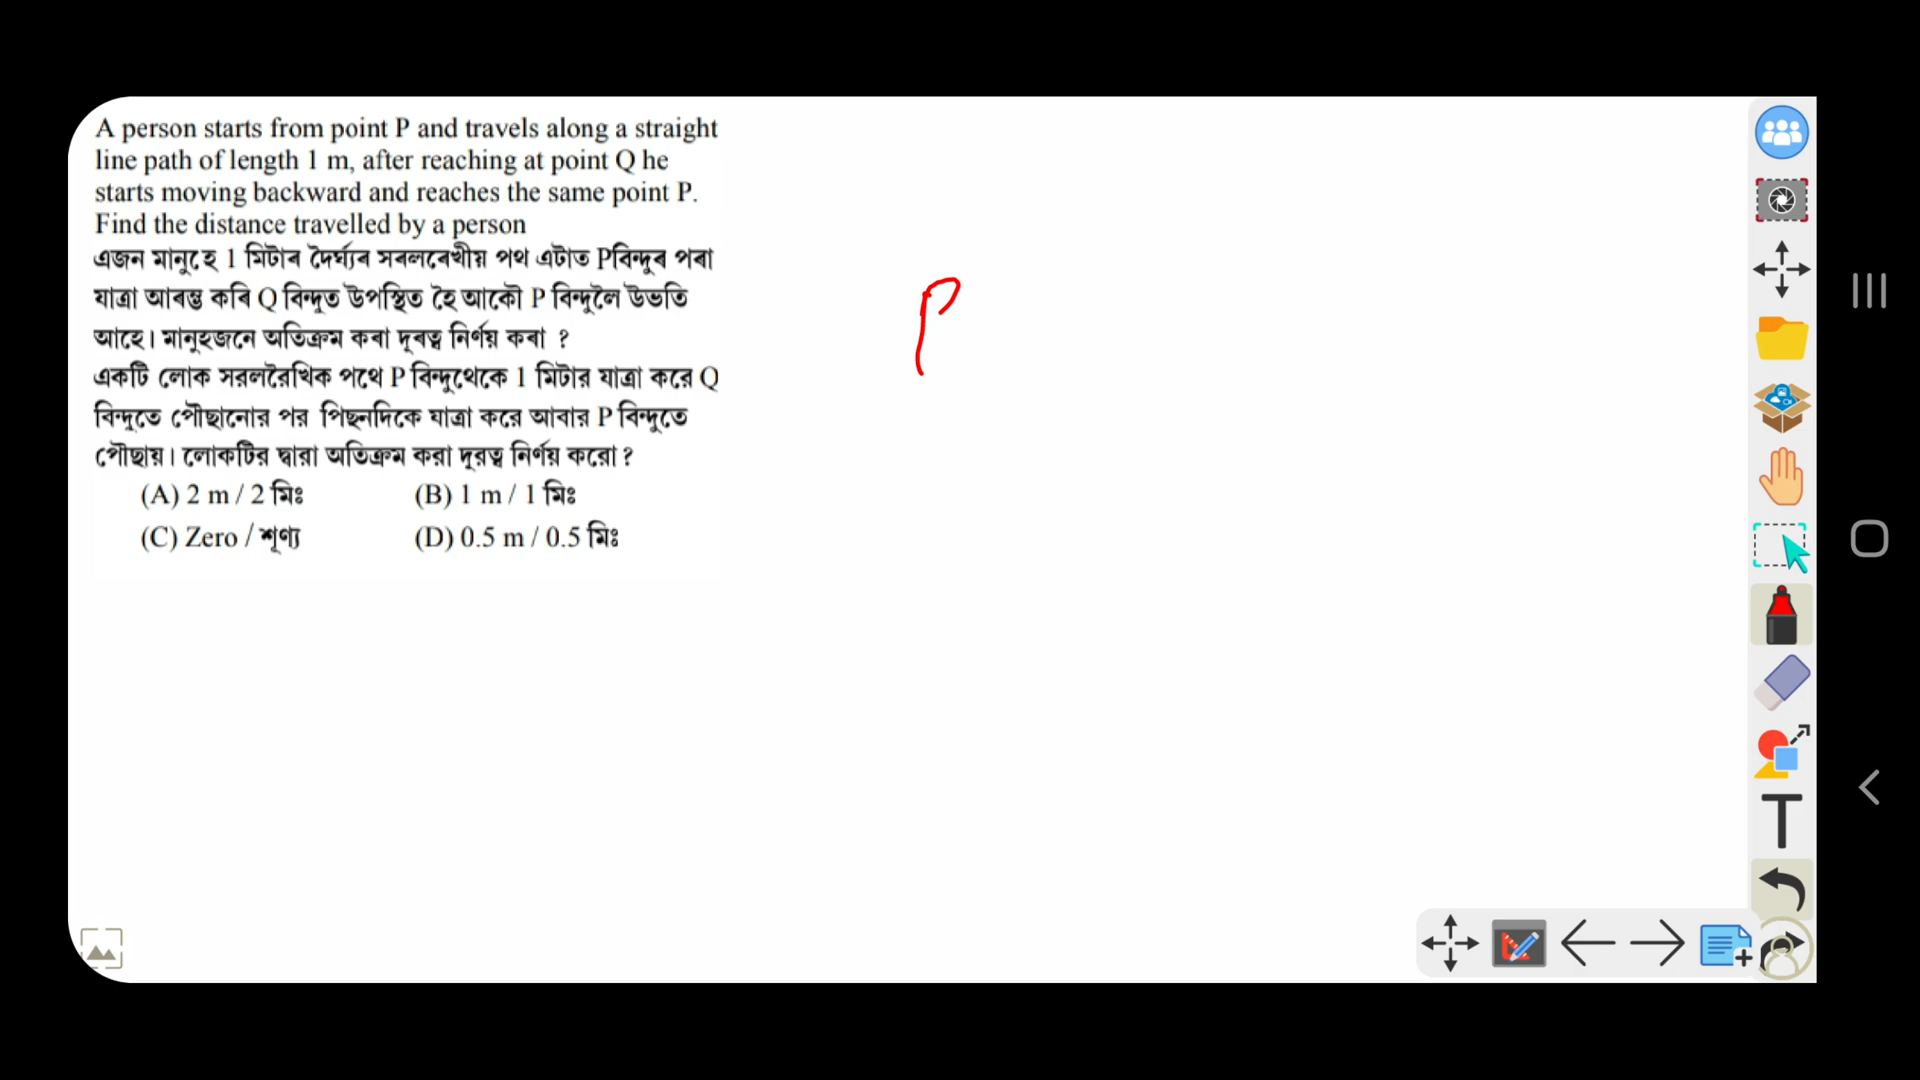 A person starts from point P and travels along a straight
line path of length 1 m, after reaching at point Q he
starts moving backward and reaches the same point P.
Find the distance travelled by a person
এজন মানুহে 1 মিটাৰ দৈৰ্ঘ্যৰ সৰলৰেখীয় পথ এটাত Pবিন্দুৰ পৰা
যাত্ৰা আৰম্ভ কৰি Q বিন্দুত উপস্থিত হৈ আকৌ P বিন্দুলৈ উভতি
আহে। মানুহজনে অতিক্ৰম কৰা দূৰত্ব নিৰ্ণয় কৰা ?
একটি লোক সরলরৈখিক পথে P বিন্দুথেকে 1 মিটার যাত্রা করে Q
বিন্দুতে পৌছানোর পর পিছনদিকে যাত্রা করে আবার P বিন্দুতে
পৌছায়। লোকটির দ্বারা অতিক্রম করা দূরত্ব নির্ণয় করো ?
(A) 2 m / 2 মিঃ (B) 1 m / 1 মিঃ
(C) Zero / শূণ্য (D) 0.5 m / 0.5 মিঃ
P
T